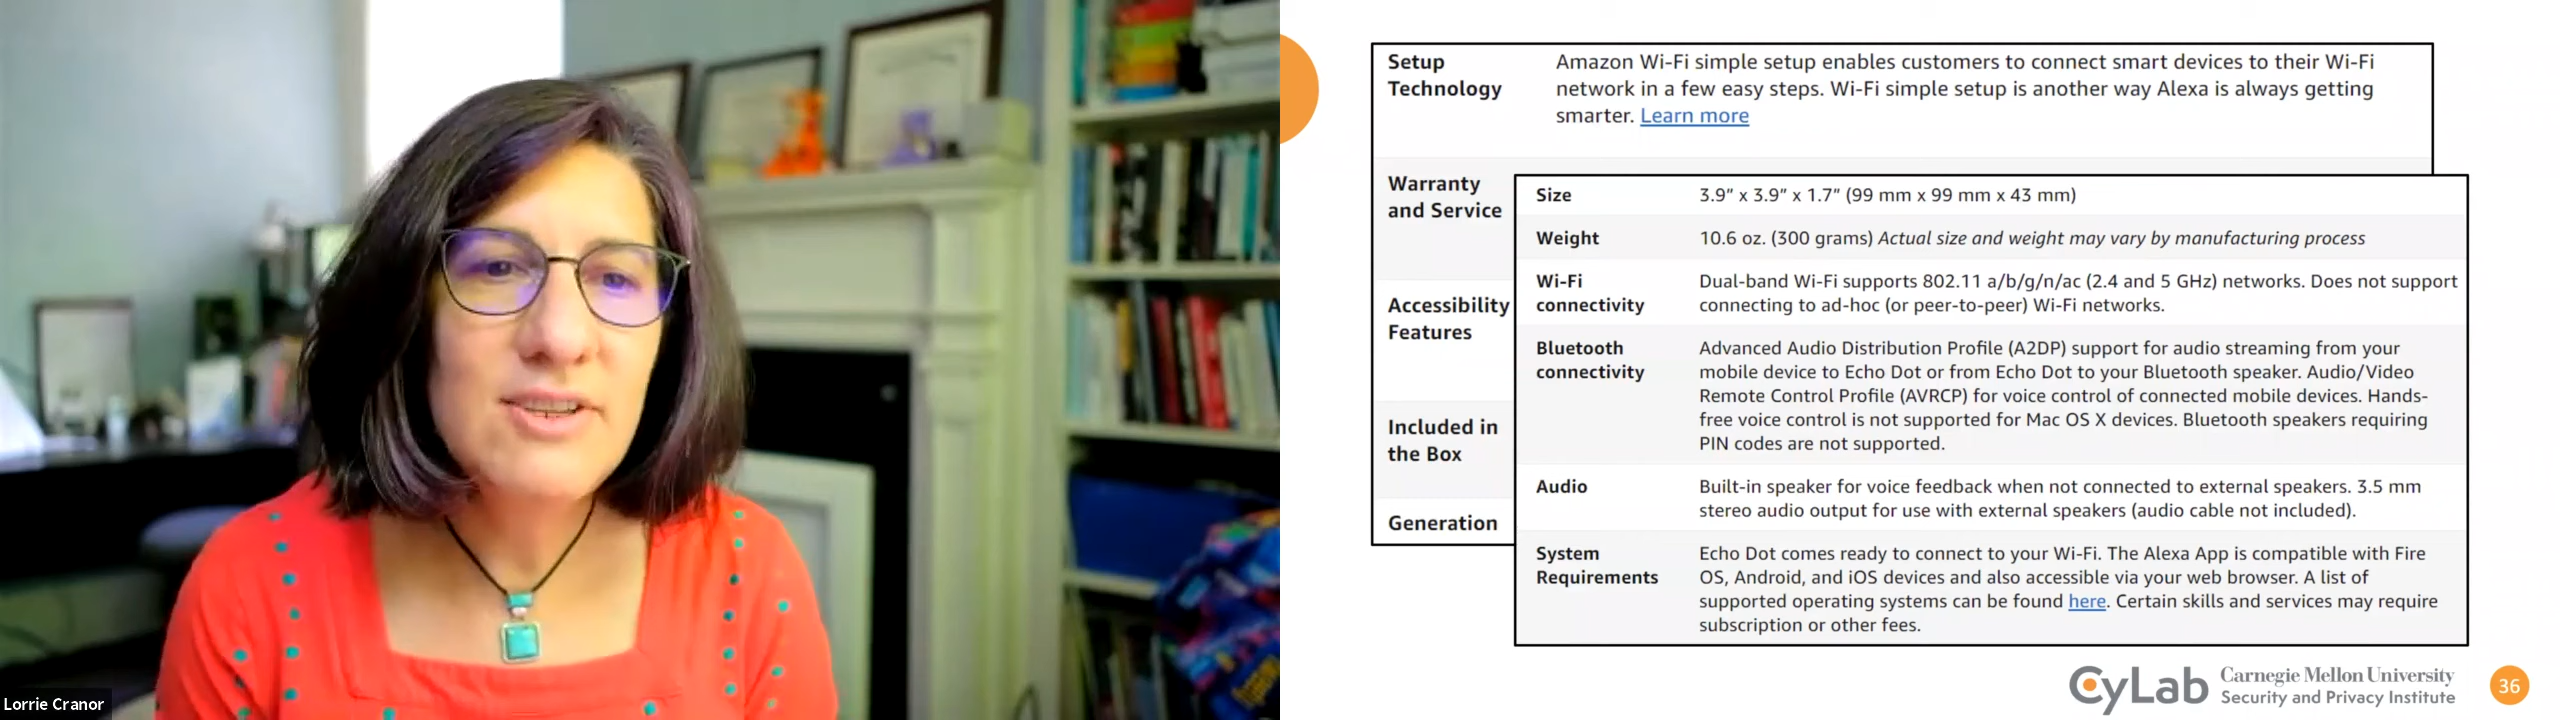 Lorrie Cranor
Setup
Technology
Amazon Wi-Fi simple setup enables customers to connect smart devices to their Wi-Fi
network in a few easy steps. Wi-Fi simple setup is another way Alexa is always getting
smarter. Learn more
Warranty
and Service
Accessibility
Features
Included in
the Box
Generation
Size
3.9” x 3.9” x 1.7” (99 mm x 99 mm x 43 mm)
Weight
10.6 oz. (300 grams) Actual size and weight may vary by manufacturing process
Wi-Fi
connectivity
Dual-band Wi-Fi supports 802.11 a/b/g/n/ac (2.4 and 5 GHz) networks. Does not support
connecting to ad-hoc (or peer-to-peer) Wi-Fi networks.
Bluetooth
connectivity
Advanced Audio Distribution Profile (A2DP) support for audio streaming from your
mobile device to Echo Dot or from Echo Dot to your Bluetooth speaker. Audio/Video
Remote Control Profile (AVRCP) for voice control of connected mobile devices. Hands-
free voice control is not supported for Mac OS X devices. Bluetooth speakers requiring
PIN codes are not supported.
Audio
Built-in speaker for voice feedback when not connected to external speakers. 3.5 mm
stereo audio output for use with external speakers (audio cable not included).
System
Requirements
Echo Dot comes ready to connect to your Wi-Fi. The Alexa App is compatible with Fire
OS, Android, and iOS devices and also accessible via your web browser. A list of
supported operating systems can be found here. Certain skills and services may require
subscription or other fees.
CyLab
Carnegie Mellon University
Security and Privacy Institute
36